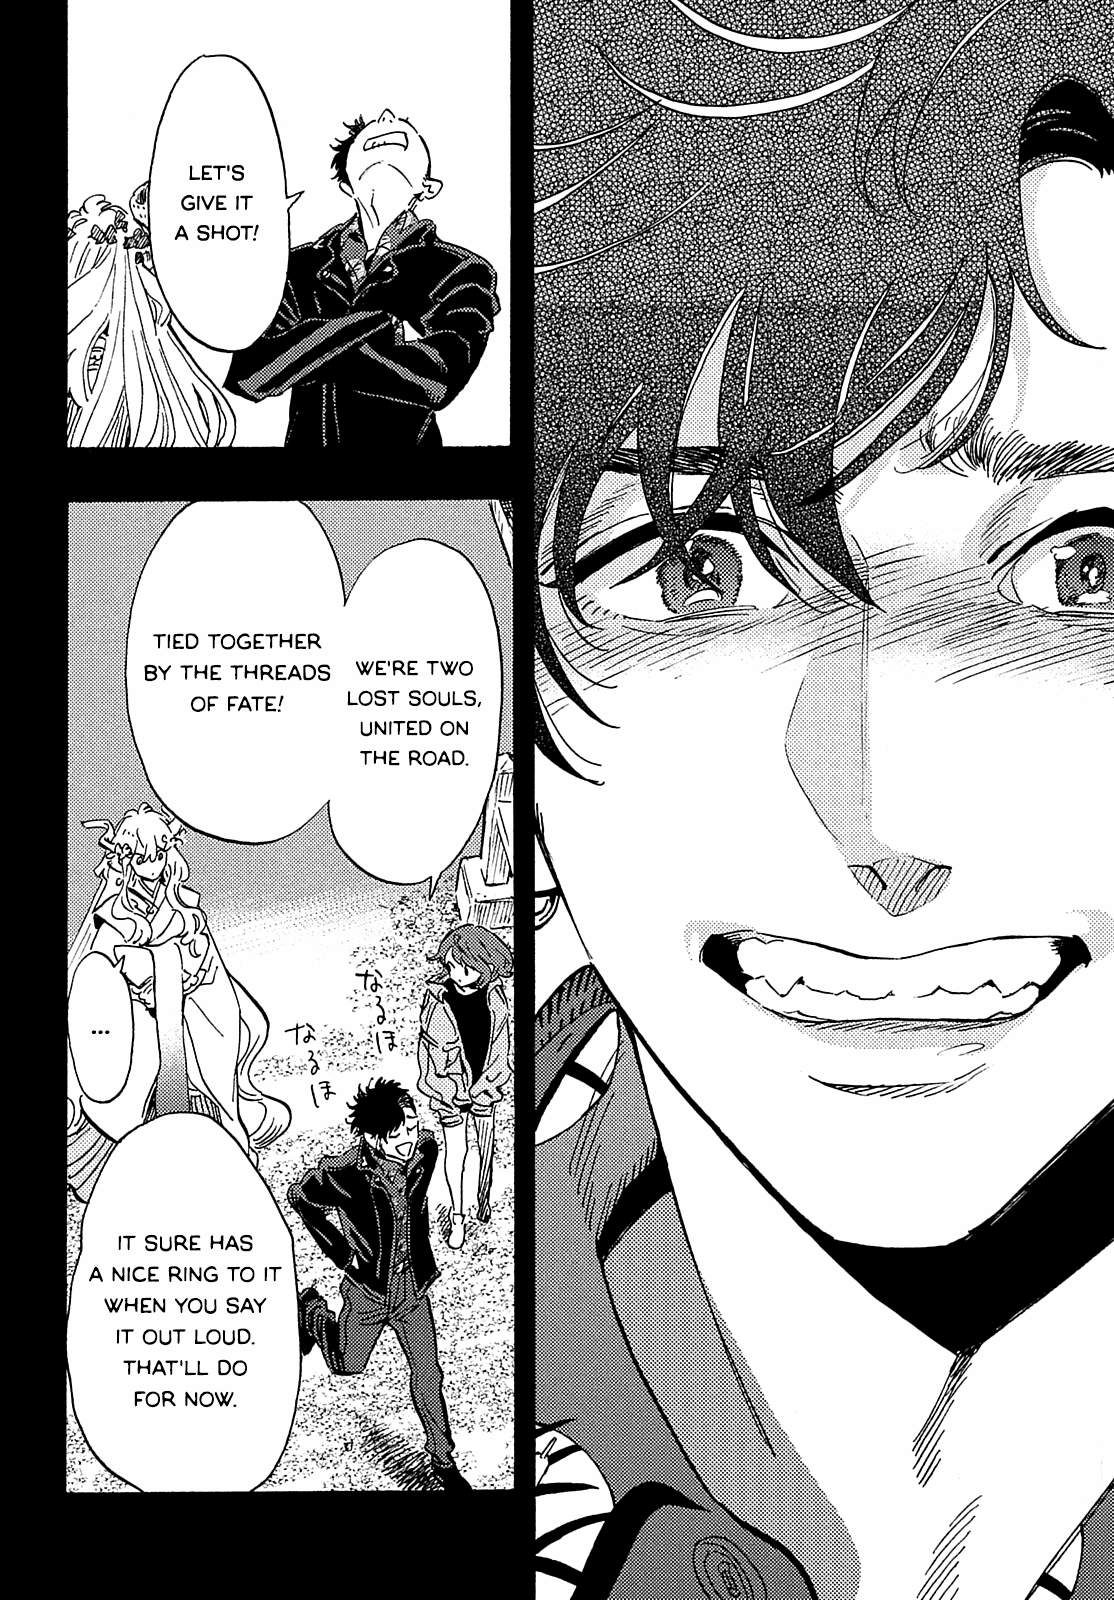 LET'S
GIVE IT
A SHOT!
WE'RE TWO
LOST SOULS,
UNITED ON
THE ROAD.
TIED TOGETHER
BY THE THREADS
OF FATE!
なるほ
なるほ
...
IT SURE HAS
A NICE RING TO IT
WHEN YOU SAY
IT OUT LOUD.
THAT'LL DO
FOR NOW.